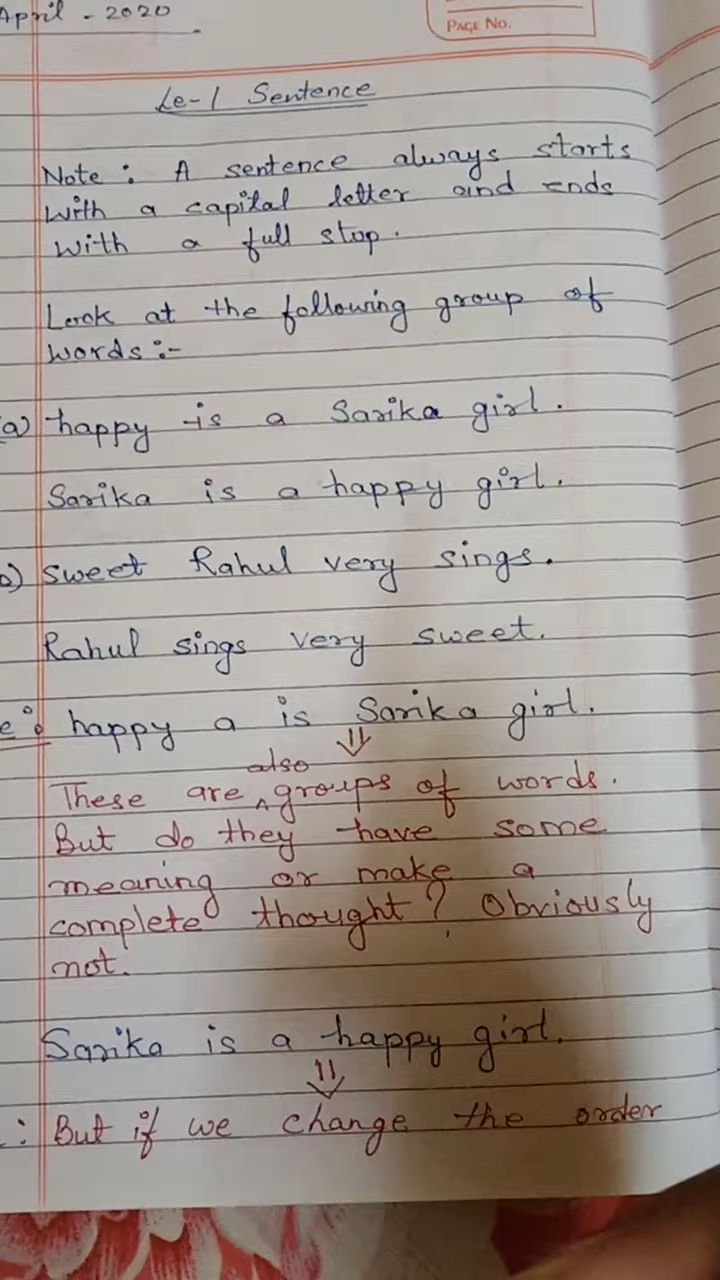 April - 2020
PAGE NO.
Le-1 Sentence
Note : A sentence always starts
with a capital letter and ends
with a full stop.
Look at the following group of
words :-
a) happy is a Sarika girl.
Sarika is a happy girl.
) sweet Rahul very sings.
Rahul sings very sweet.
e : happy a is Sarika girl.
⇓
also
These are ^ groups of words.
But do they have some
meaning or make a
complete thought? Obviously
not.
Sarika is a happy girl.
⇓
: But if we change the order